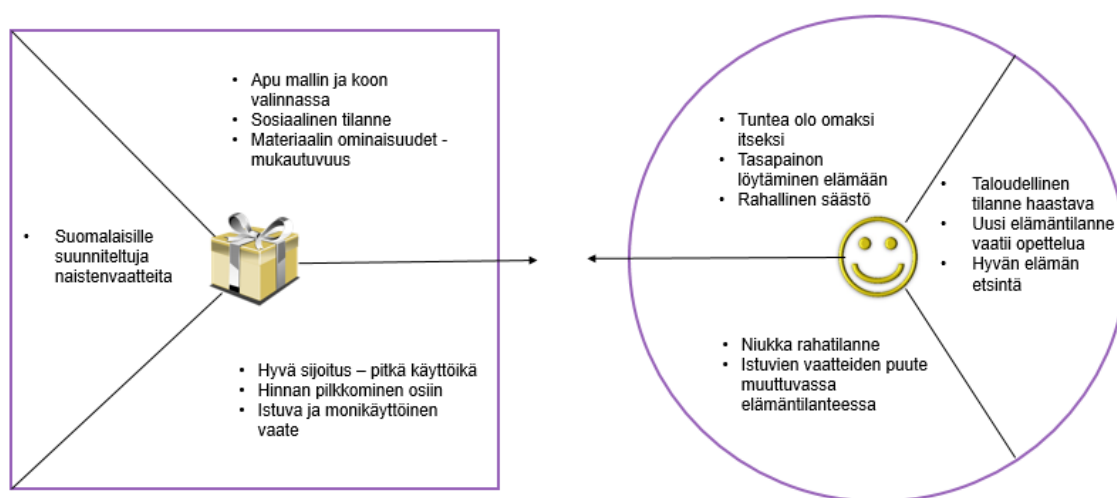 • Apu mallin ja koon
valinnassa
• Sosiaalinen tilanne
• Materiaalin ominaisuudet -
mukautuvuus
• Suomalaisille
suunniteltuja
naistenvaatteita
• Hyvä sijoitus – pitkä käyttöikä
• Hinnan pilkkominen osiin
• Istuva ja monikäyttöinen
vaate
• Tuntea olo omaksi
itseksi
• Tasapainon
löytäminen elämään
• Rahallinen säästö
• Taloudellinen
tilanne haastava
• Uusi elämäntilanne
vaatii opettelua
• Hyvän elämän
etsintä
• Niukka rahatilanne
• Istuvien vaatteiden puute
muuttuvassa
elämäntilanteessa